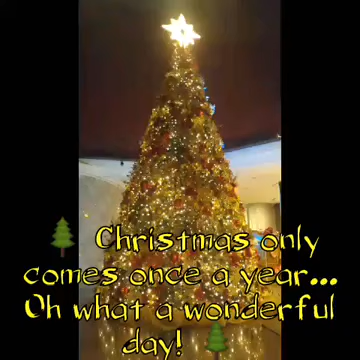 🌲 Christmas only
comes once a year...
Oh what a wonderful
day! 🌲